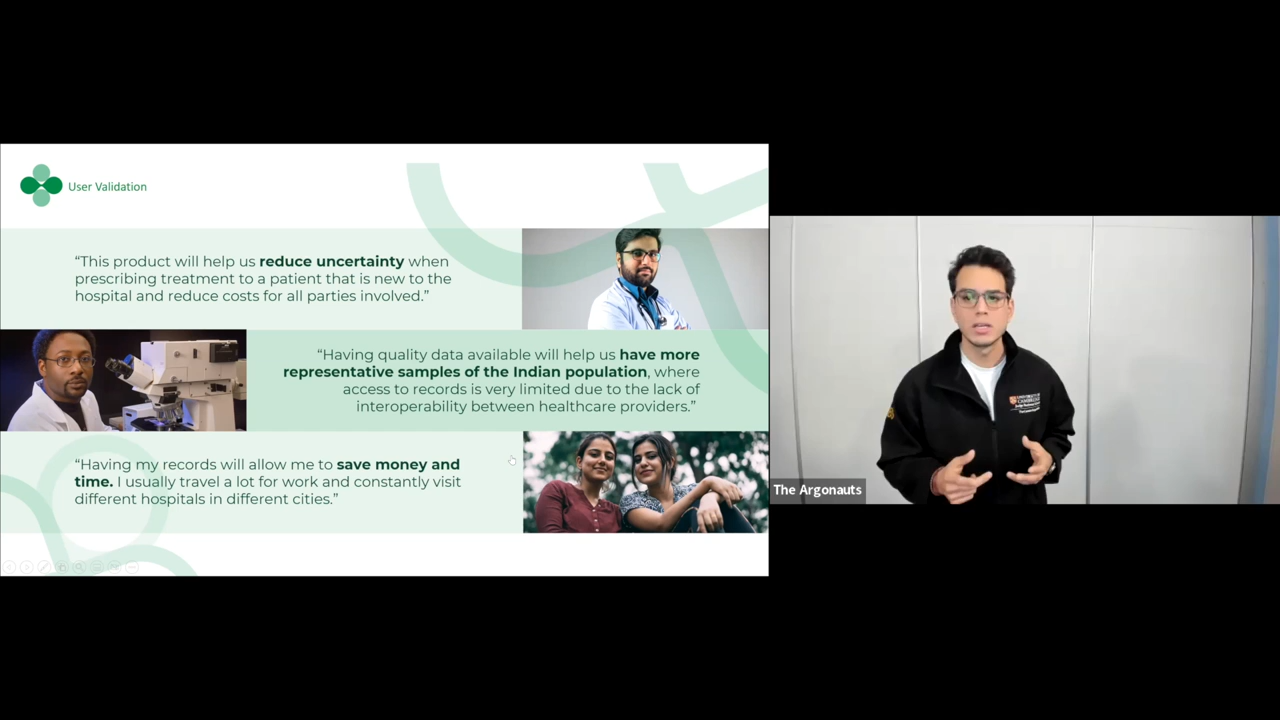 User Validation
“This product will help us reduce uncertainty when
prescribing treatment to a patient that is new to the
hospital and reduce costs for all parties involved.”
“Having quality data available will help us have more
representative samples of the Indian population, where
access to records is very limited due to the lack of
interoperability between healthcare providers.”
“Having my records will allow me to save money and
time. I usually travel a lot for work and constantly visit
different hospitals in different cities.”
UNIVERSITY OF
CAMBRIDGE
The Argonauts